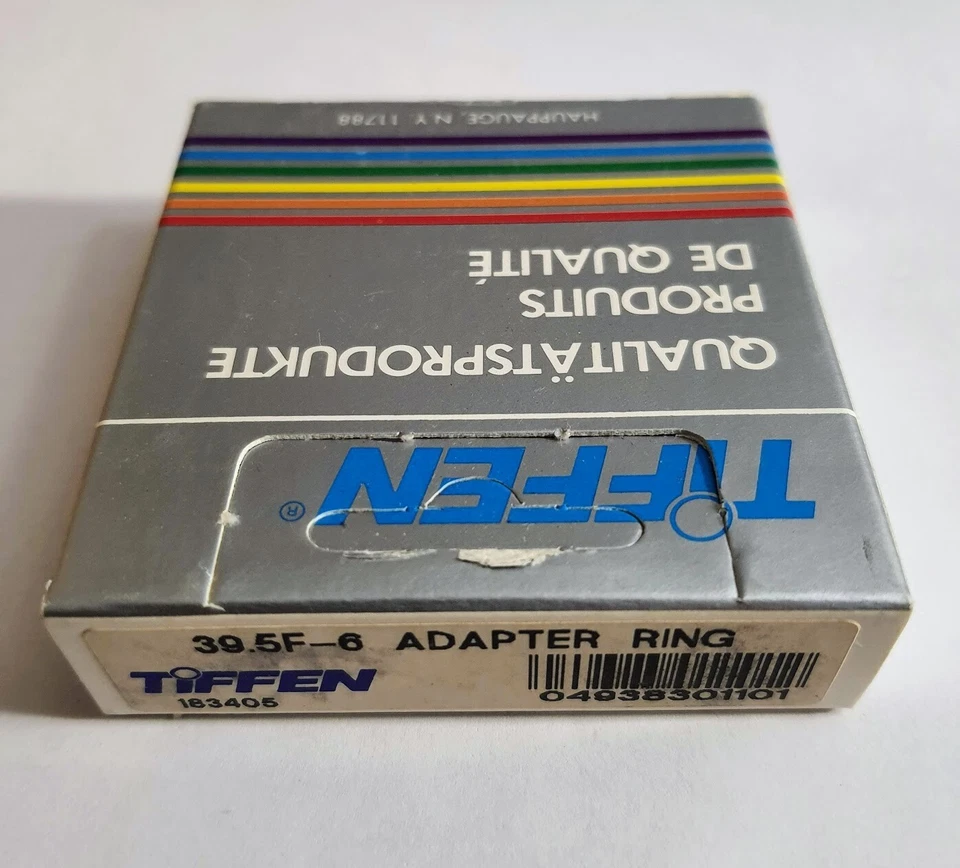 TIFFEN®
QUALITÄTSPRODUKTE
PRODUITS
DE QUALITÉ
HAUPPAUGE, N.Y. 11788
39.5F-6 ADAPTER RING
TIFFEN
183405
04938301101